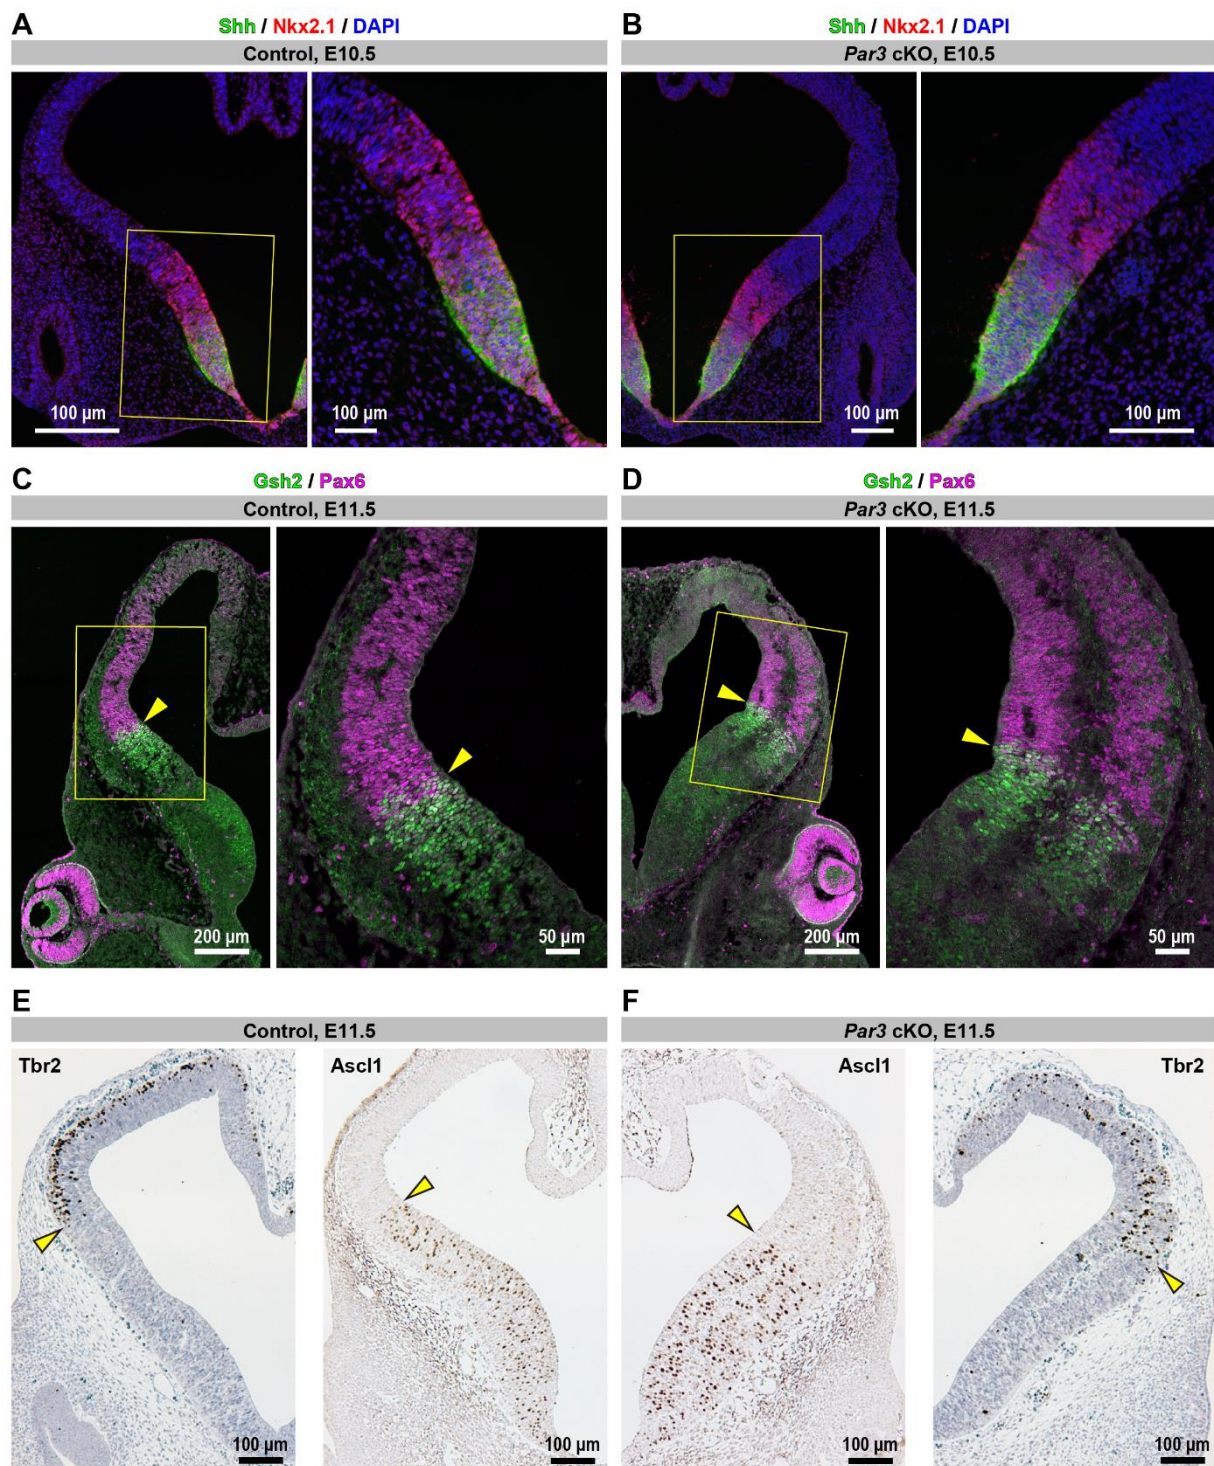 A
Shh / Nkx2.1 / DAPI
Control, E10.5
100 µm
100 µm
B
Shh / Nkx2.1 / DAPI
Par3 cKO, E10.5
100 µm
100 µm
C
Gsh2 / Pax6
Control, E11.5
200 µm
50 µm
D
Gsh2 / Pax6
Par3 cKO, E11.5
200 µm
50 µm
E
Control, E11.5
Tbr2
Ascl1
100 µm
100 µm
F
Par3 cKO, E11.5
Ascl1
Tbr2
100 µm
100 µm